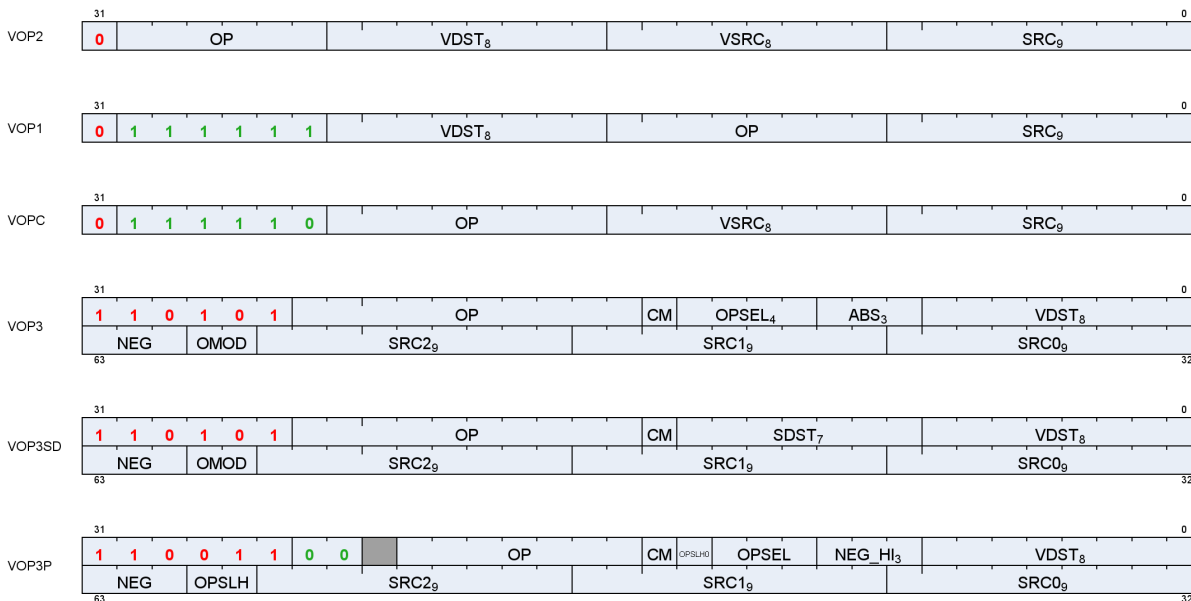 31 0
VOP2 0 OP VDST8 VSRC8 SRC9
31 0
VOP1 0 1 1 1 1 1 1 VDST8 OP SRC9
31 0
VOPC 0 1 1 1 1 1 0 OP VSRC8 SRC9
31 0
VOP3 1 1 0 1 0 1 OP CM OPSEL4 ABS3 VDST8
NEG OMOD SRC29 SRC19 SRC09
63 32
31 0
VOP3SD 1 1 0 1 0 1 OP CM SDST7 VDST8
NEG OMOD SRC29 SRC19 SRC09
63 32
31 0
VOP3P 1 1 0 0 1 1 0 0 OP CM OPSLH0 OPSEL NEG_HI3 VDST8
NEG OPSLH SRC29 SRC19 SRC09
63 32